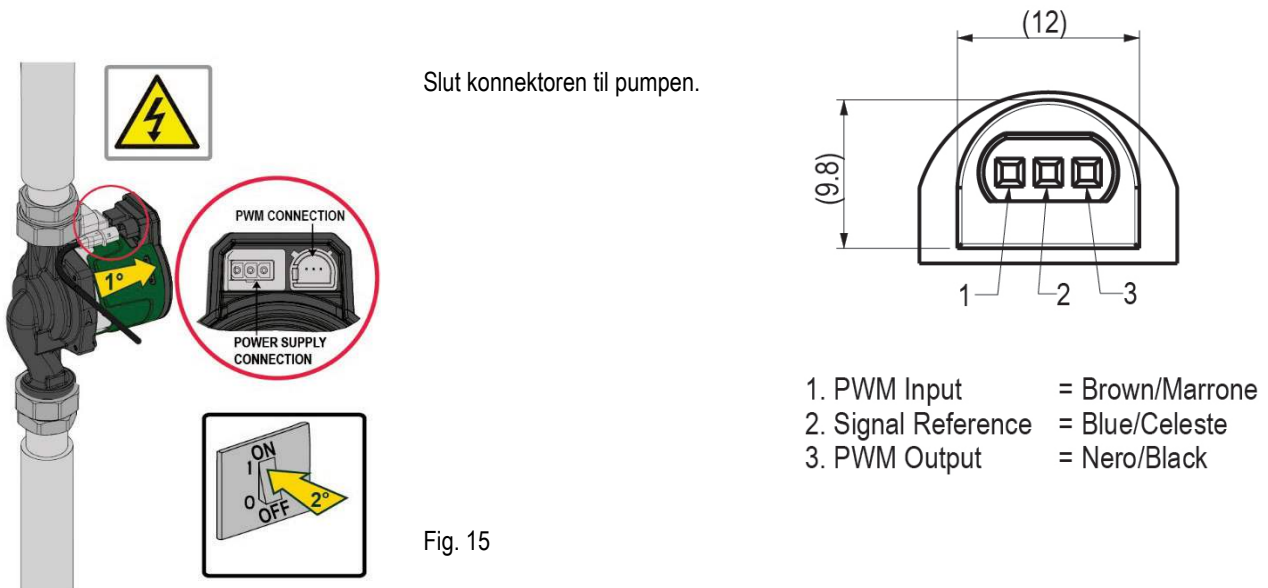 Slut konnektoren til pumpen.
PWM CONNECTION
POWER SUPPLY
CONNECTION
1°
ON
1
0
OFF
2°
Fig. 15
(12)
(9.8)
1
2
3
1. PWM Input = Brown/Marrone
2. Signal Reference = Blue/Celeste
3. PWM Output = Nero/Black